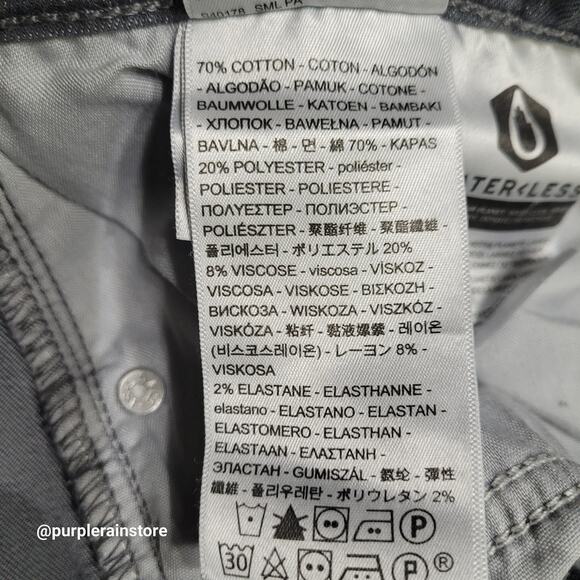 S40178 SML PA
70% COTTON - COTON - ALGODÓN
- ALGODÃO - PAMUK - COTONE -
BAUMWOLLE - KATOEN - BAMBAKI
- ХЛОПОК - BAWEŁNA - PAMUT -
BAVLNA - 棉 - 면 - 綿 70% - KAPAS
20% POLYESTER - poliéster -
POLIESTER - POLIESTERE -
ΠΟΛΥΕΣΤΕΡ - ПОЛИЭСТЕР -
POLIÉSZTER - 聚酯纤维 - 聚酯纖維 -
폴리에스터 - ポリエステル 20%
8% VISCOSE - viscosa - VİSKOZ -
VISCOSA - VISKOSE - ΒΙΣΚΟΖΗ -
ВИСКОЗА - WISKOZA - VISZKÓZ -
VISKÓZA - 粘纤 - 黏液嫘縈 - 레이온
(비스코스레이온) - レーヨン 8% -
VISKOSA
2% ELASTANE - ELASTHANNE -
elastano - ELASTANO - ELASTAN -
ELASTOMERO - ELASTHAN -
ELASTAAN - ΕΛΑΣΤΑΝΗ -
ЭЛАСТАН - GUMISZÁL - 氨纶 - 彈性
纖維 - 폴리우레탄 - ポリウレタン 2%
P
30
P ®
TER<LESS
@purplerainstore